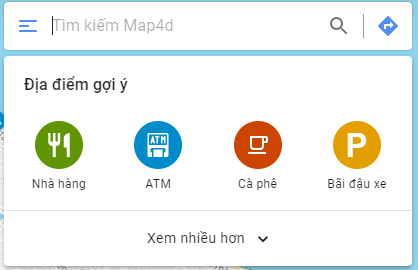 Tìm kiếm Map4d
Địa điểm gợi ý
ATM
P
Nhà hàng
ATM
Cà phê
Bãi đậu xe
Xem nhiều hơn